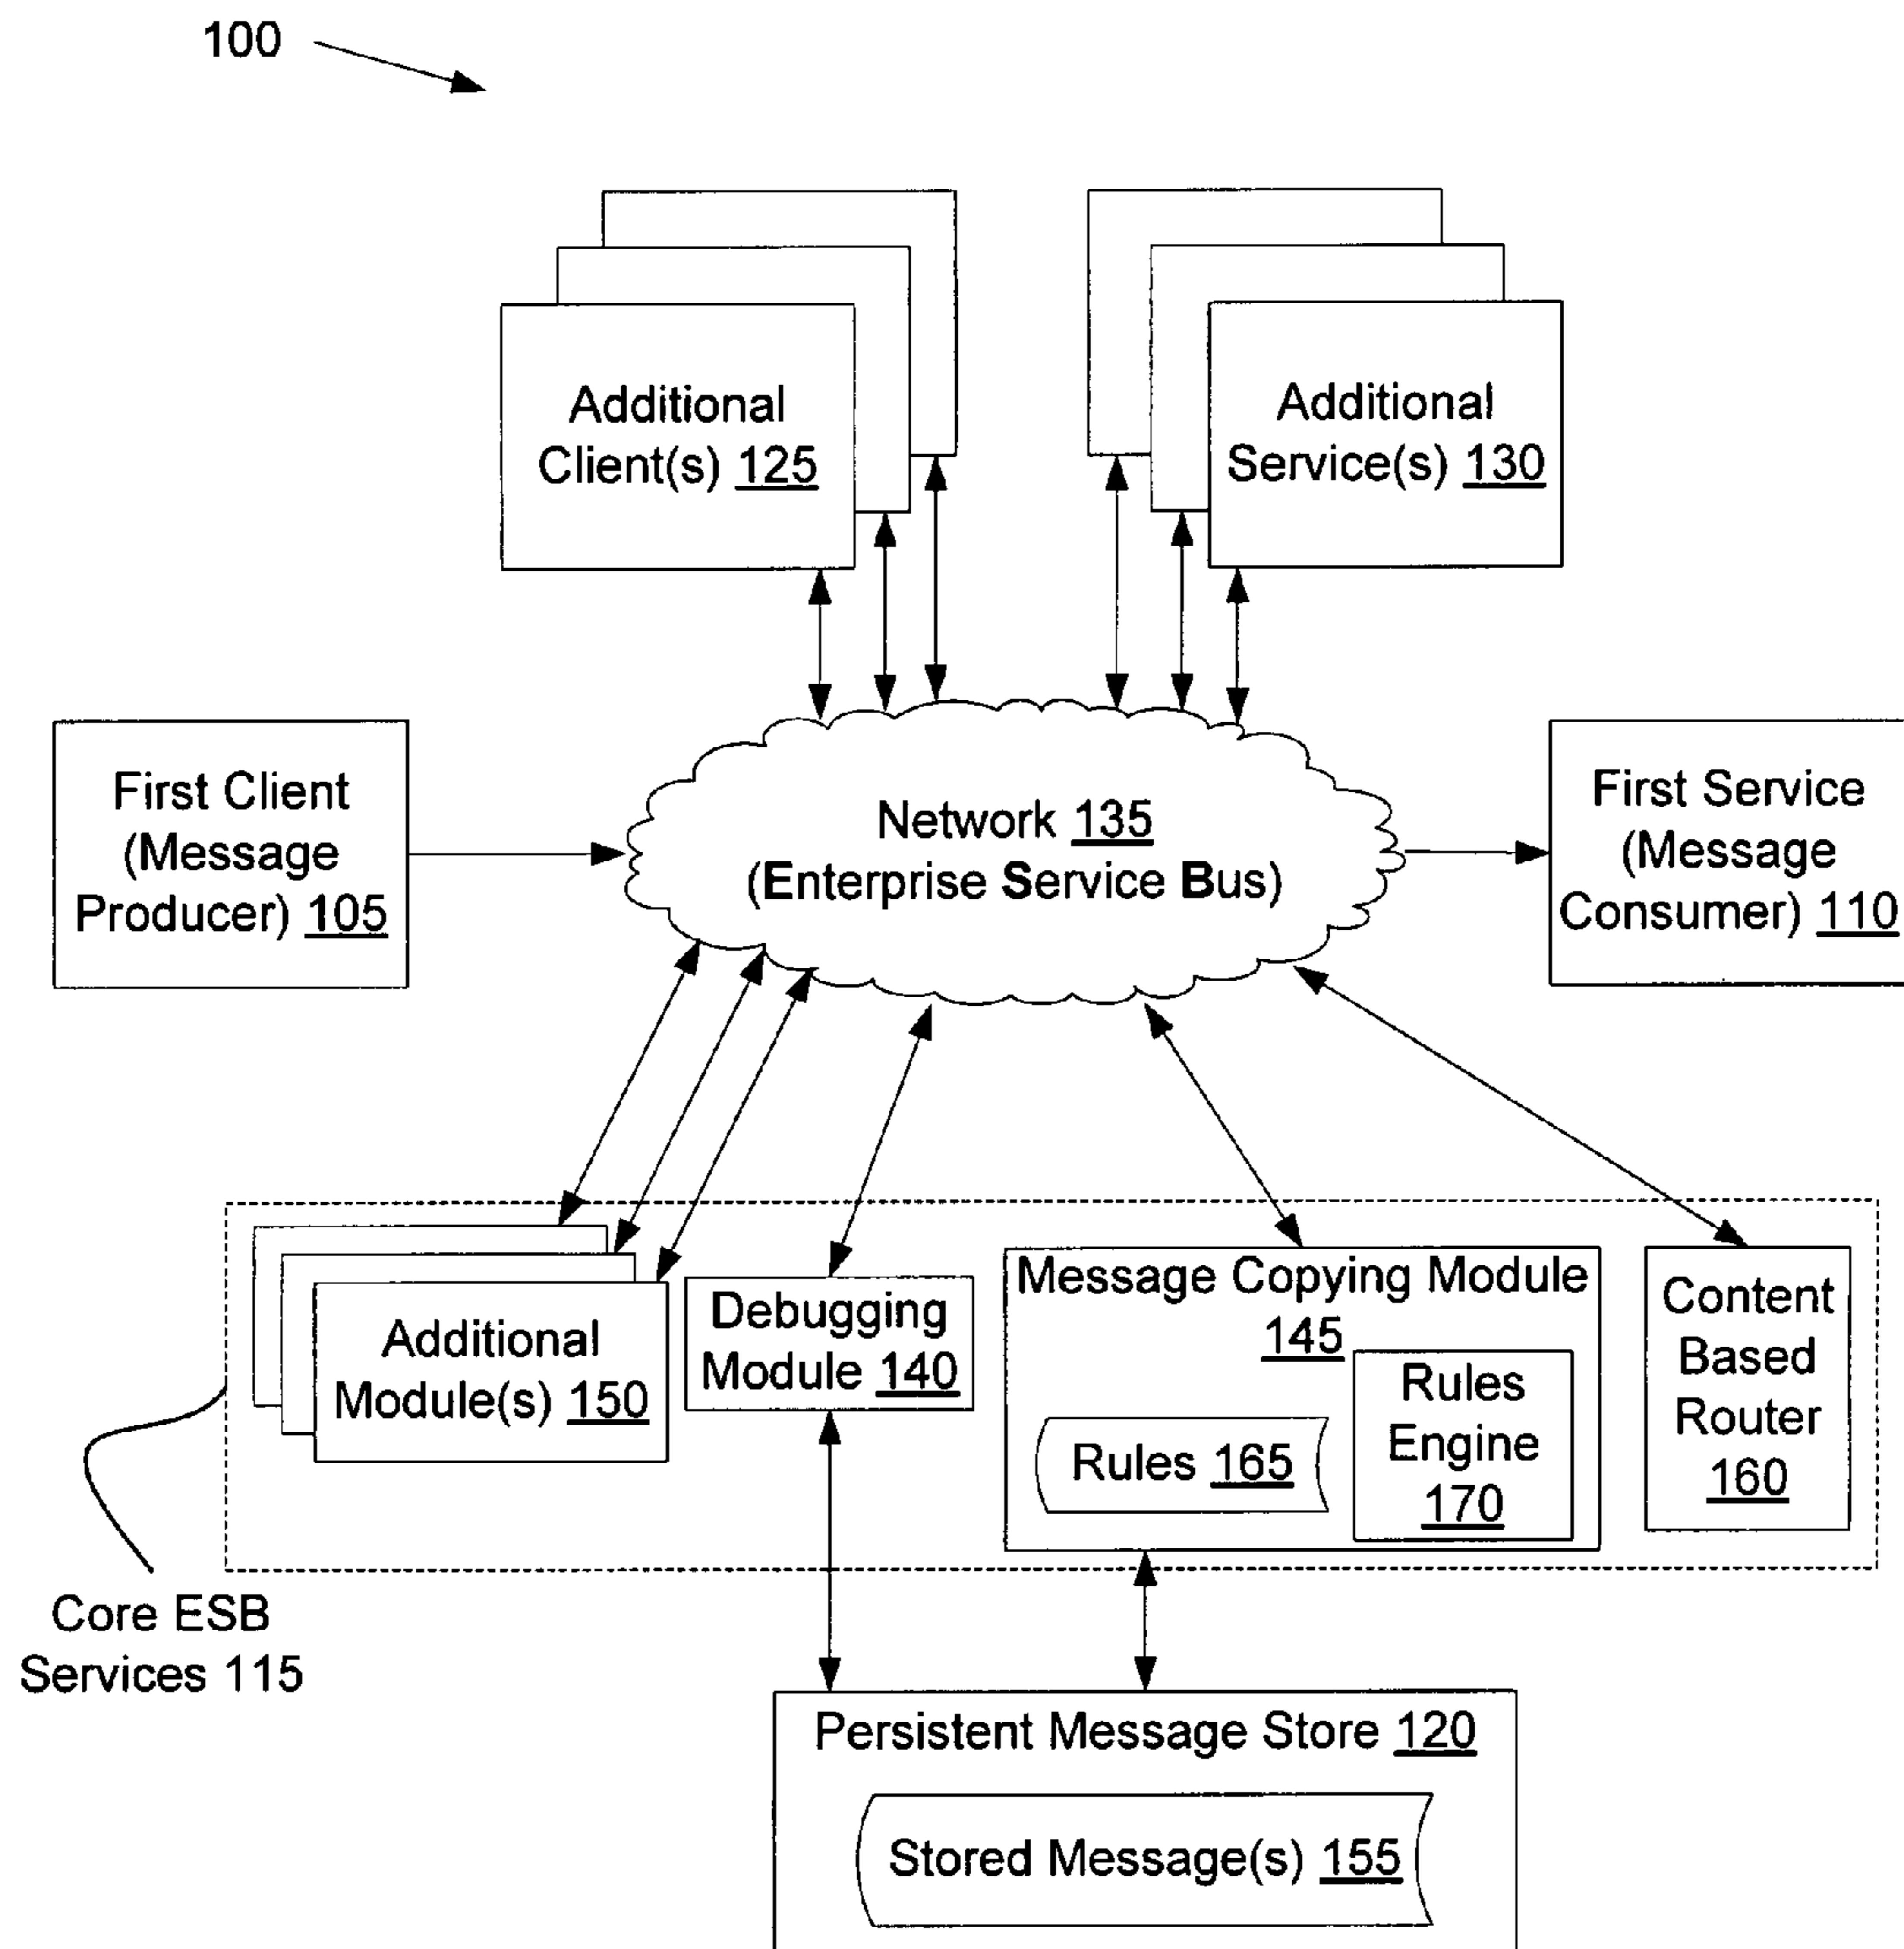 100
Additional
Client(s) 125
Additional
Service(s) 130
First Client
(Message
Producer) 105
Network 135
(Enterprise Service Bus)
First Service
(Message
Consumer) 110
Additional
Module(s) 150
Debugging
Module 140
Message Copying Module
145
Rules 165
Rules
Engine
170
Content
Based
Router
160
Core ESB
Services 115
Persistent Message Store 120
Stored Message(s) 155